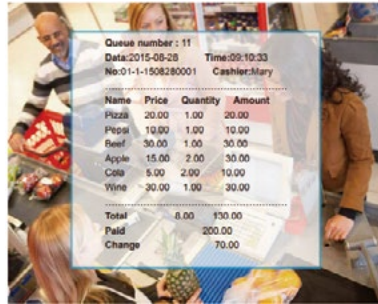 Queue number : 11
Data:2015-08-28 Time:09:10:33
No:01-1-1508280001 Cashier:Mary
Name Price Quantity Amount
Pizza 20.00 1.00 20.00
Pepsi 10.00 1.00 10.00
Beef 30.00 1.00 30.00
Apple 15.00 2.00 30.00
Cola 5.00 2.00 10.00
Wine 30.00 1.00 30.00
Total 8.00 130.00
Paid 200.00
Change 70.00